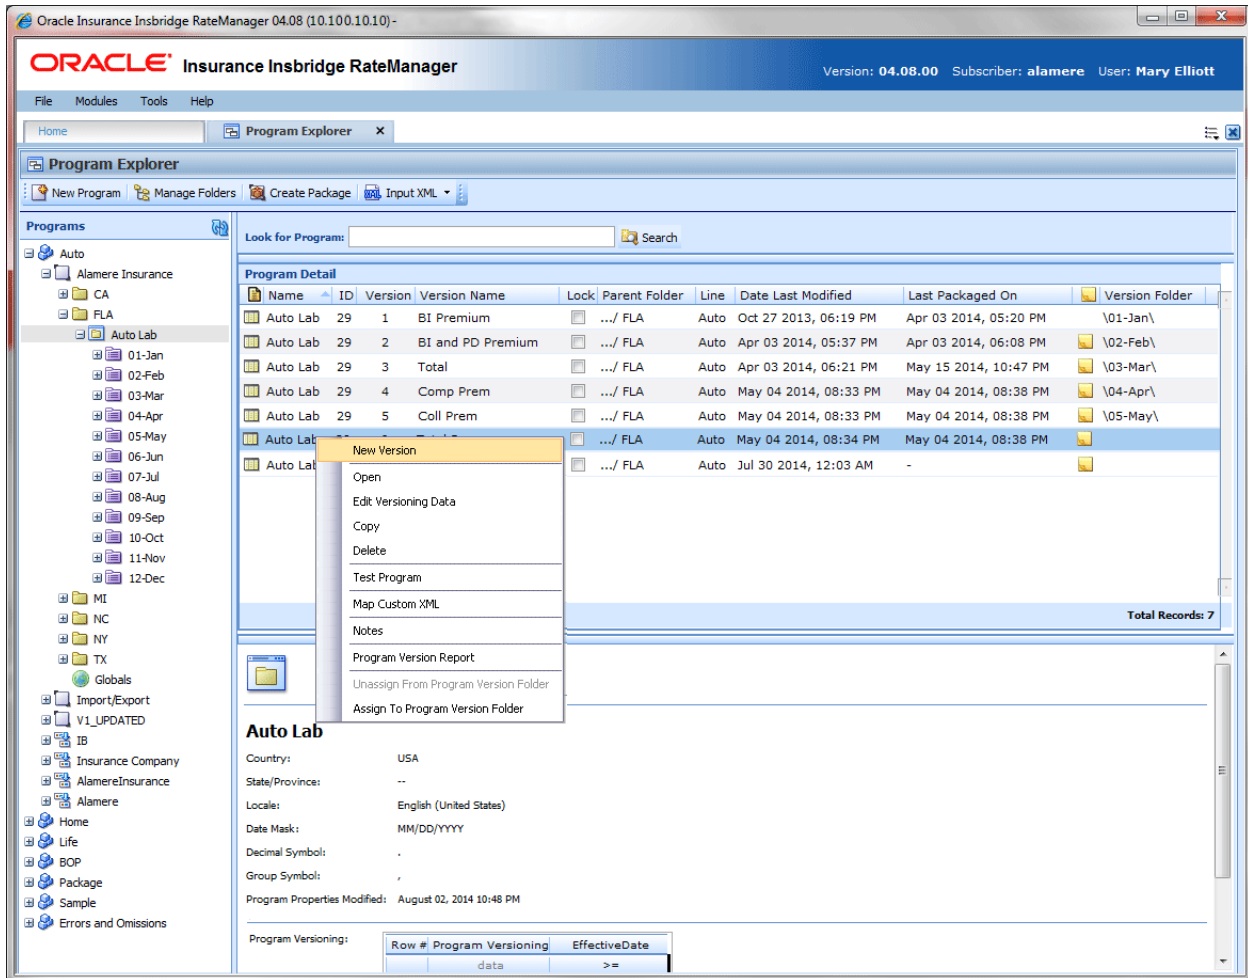 Oracle Insurance Insbridge RateManager 04.08 (10.100.10.10) -
ORACLE Insurance Insbridge RateManager
Version: 04.08.00 Subscriber: alamere User: Mary Elliott
File Modules Tools Help
Home Program Explorer x
Program Explorer
New Program Manage Folders Create Package Input XML
Programs
Auto
Alamere Insurance
CA
FLA
Auto Lab
01-Jan
02-Feb
03-Mar
04-Apr
05-May
06-Jun
07-Jul
08-Aug
09-Sep
10-Oct
11-Nov
12-Dec
MI
NC
NY
TX
Globals
Import/Export
V1_UPDATED
IB
Insurance Company
AlamereInsurance
Alamere
Home
Life
BOP
Package
Sample
Errors and Omissions
Look for Program: Search
Program Detail
Name ID Version Version Name Lock Parent Folder Line Date Last Modified Last Packaged On Version Folder
Auto Lab 29 1 BI Premium .../ FLA Auto Oct 27 2013, 06:19 PM Apr 03 2014, 05:20 PM \01-Jan\
Auto Lab 29 2 BI and PD Premium .../ FLA Auto Apr 03 2014, 05:37 PM Apr 03 2014, 06:08 PM \02-Feb\
Auto Lab 29 3 Total .../ FLA Auto Apr 03 2014, 06:21 PM May 15 2014, 10:47 PM \03-Mar\
Auto Lab 29 4 Comp Prem .../ FLA Auto May 04 2014, 08:33 PM May 04 2014, 08:38 PM \04-Apr\
Auto Lab 29 5 Coll Prem .../ FLA Auto May 04 2014, 08:33 PM May 04 2014, 08:38 PM \05-May\
Auto Lab .../ FLA Auto May 04 2014, 08:34 PM May 04 2014, 08:38 PM
Auto Lab .../ FLA Auto Jul 30 2014, 12:03 AM -
New Version
Open
Edit Versioning Data
Copy
Delete
Test Program
Map Custom XML
Notes
Program Version Report
Unassign From Program Version Folder
Assign To Program Version Folder
Total Records: 7
Auto Lab
Country: USA
State/Province: --
Locale: English (United States)
Date Mask: MM/DD/YYYY
Decimal Symbol: .
Group Symbol: ,
Program Properties Modified: August 02, 2014 10:48 PM
Program Versioning:
Row # Program Versioning EffectiveDate
data >=